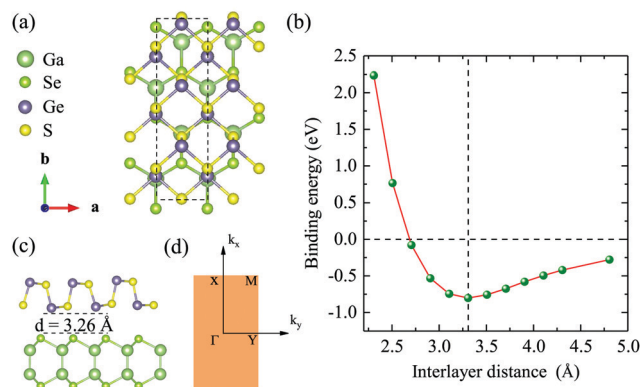 (a)
Ga
Se
Ge
S
b
a
(b)
Binding energy (eV)
2.5
2.0
1.5
1.0
0.5
0.0
-0.5
-1.0
2.5 3.0 3.5 4.0 4.5 5.0
Interlayer distance (Å)
(c)
d = 3.26 Å
(d)
kx
X M
ky
Γ Y